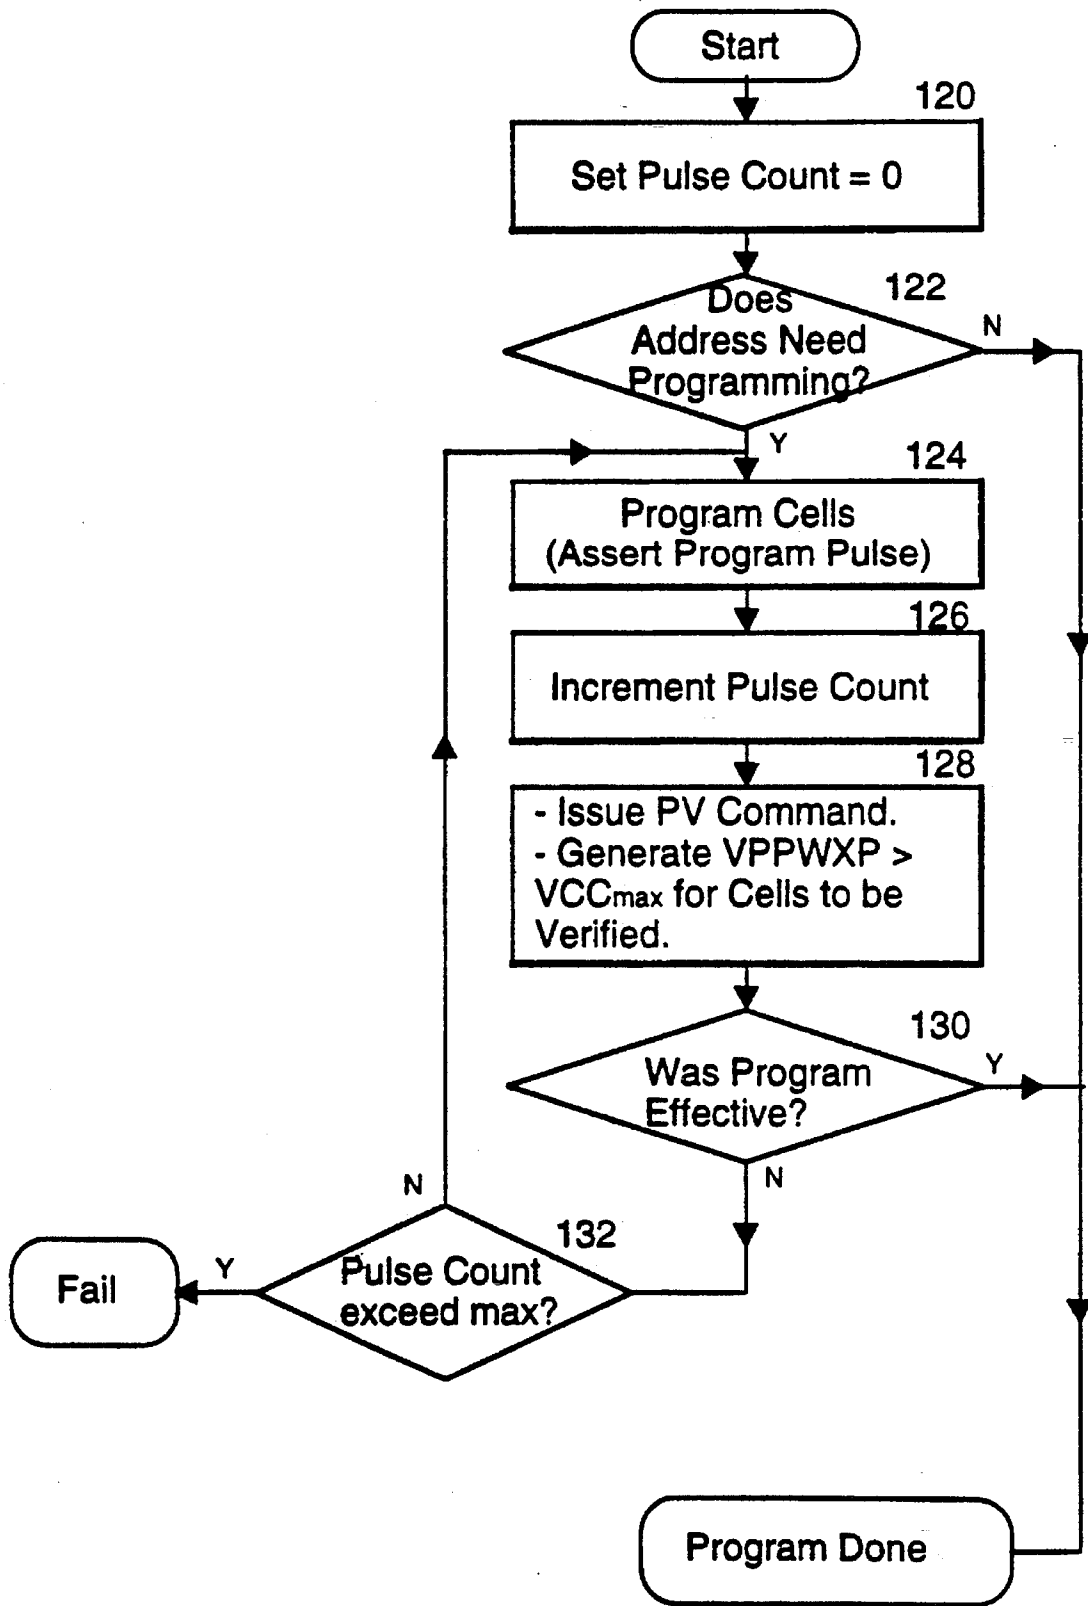 Start
120
Set Pulse Count = 0
122
Does
Address Need
Programming?
N
Y
124
Program Cells
(Assert Program Pulse)
126
Increment Pulse Count
128
- Issue PV Command.
- Generate VPPWXP >
VCCmax for Cells to be
Verified.
130
Was Program
Effective?
Y
N
N
132
Pulse Count
exceed max?
Y
Fail
Program Done